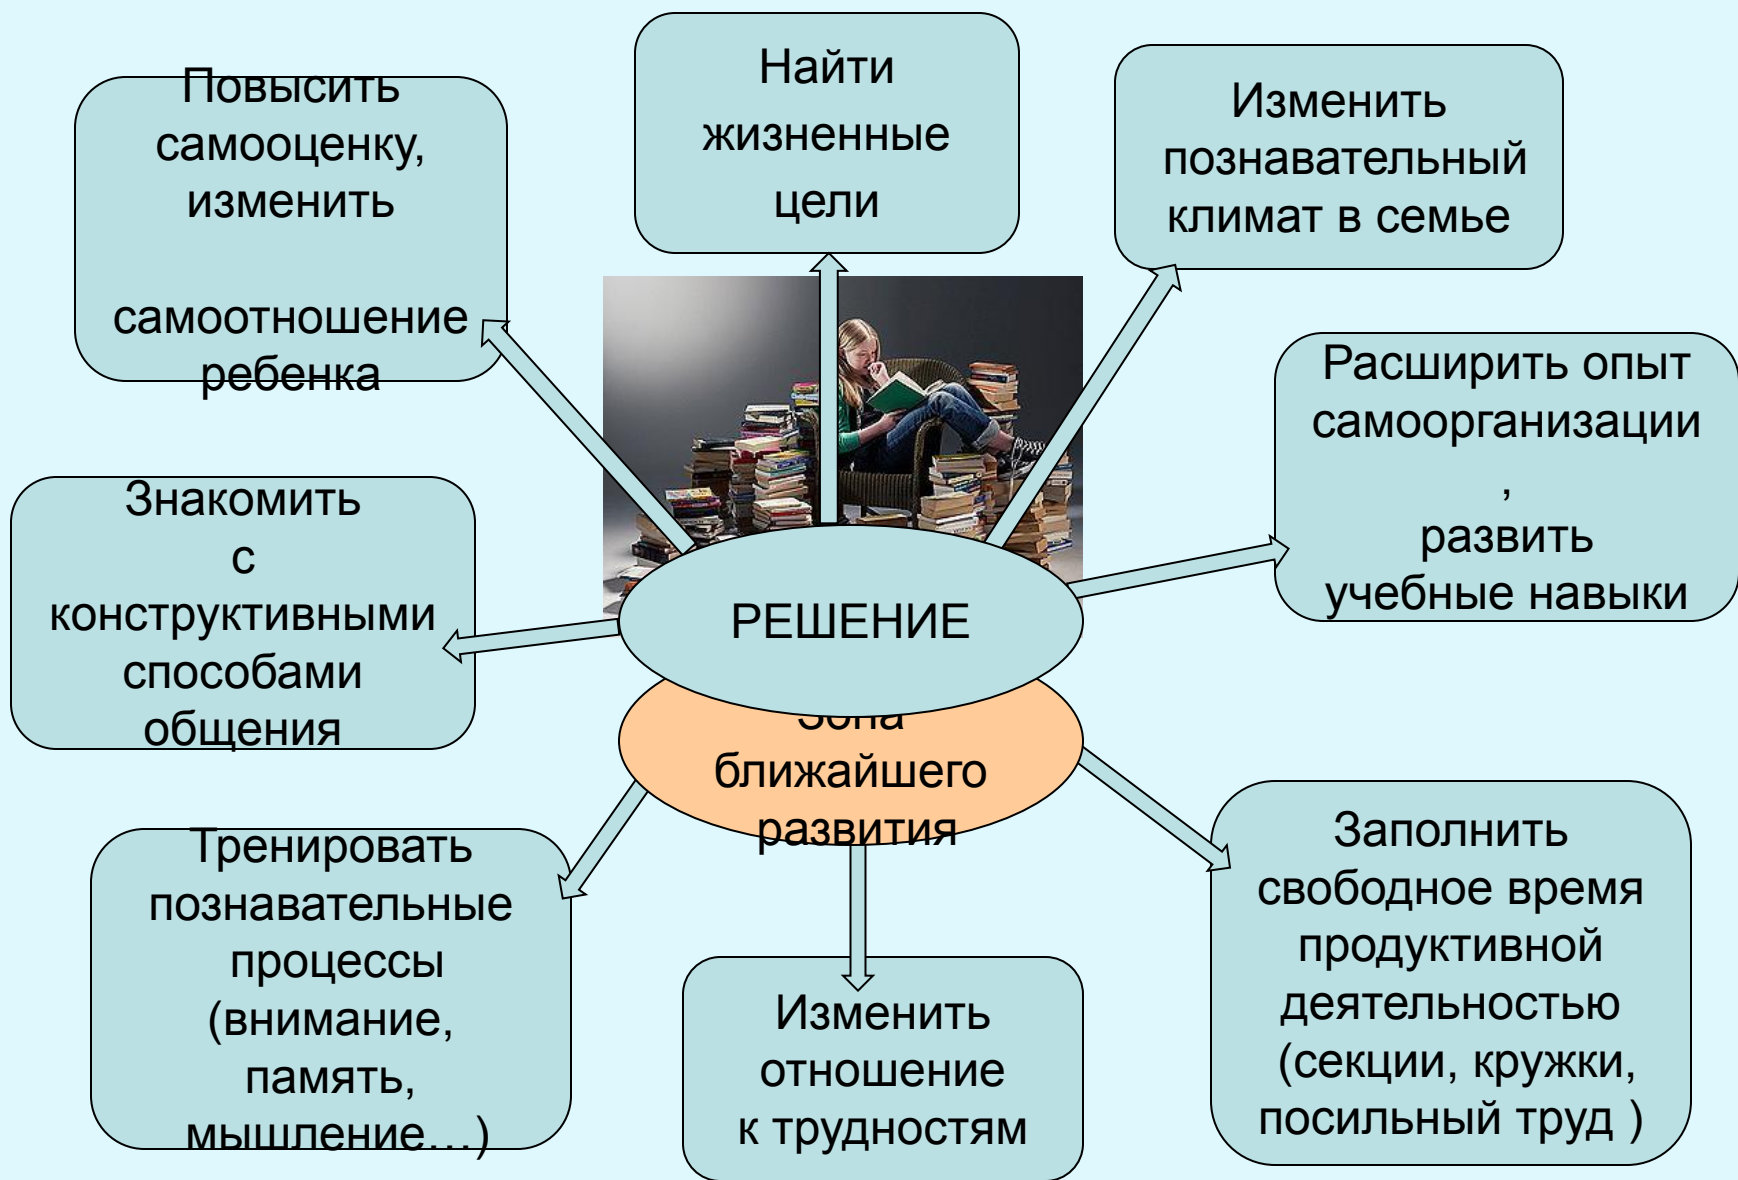 Повысить
самооценку,
изменить
самоотношение
ребенка
Найти
жизненные
цели
Изменить
познавательный
климат в семье
Расширить опыт
самоорганизации
,
развить
учебные навыки
Знакомить
с
конструктивными
способами
общения
РЕШЕНИЕ
Зона
ближайшего
развития
Тренировать
познавательные
процессы
(внимание,
память,
мышление…)
Изменить
отношение
к трудностям
Заполнить
свободное время
продуктивной
деятельностью
(секции, кружки,
посильный труд )